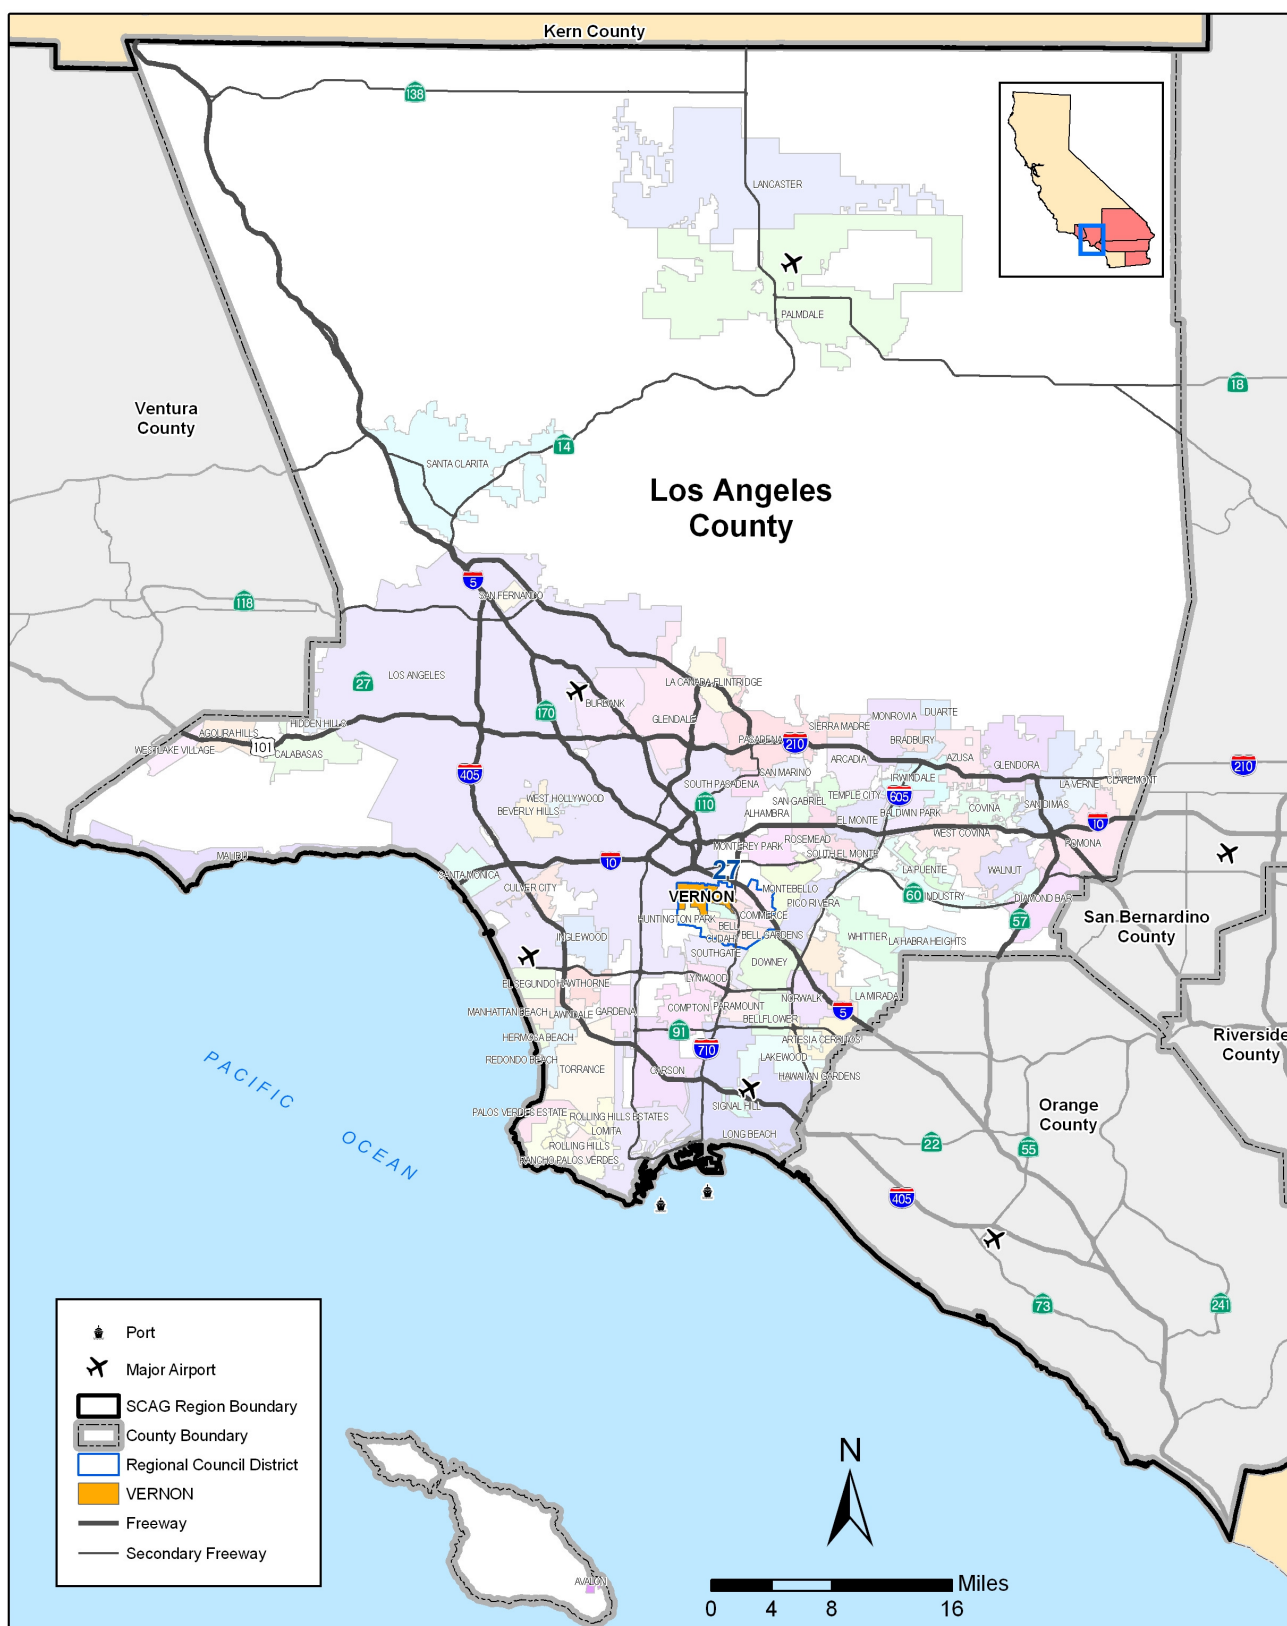 Kern County
138
LANCASTER
PALMDALE
18
Ventura
County
14
SANTA CLARITA
Los Angeles
County
5
SAN FERNANDO
118
27
LOS ANGELES
LA CANADA FLINTRIDGE
170
BURBANK
GLENDALE
HIDDEN HILLS
AGOURA HILLS
WESTLAKE VILLAGE
101
CALABASAS
405
PASADENA
210
SIERRA MADRE
MONROVIA
DUARTE
BRADBURY
ARCADIA
AZUSA
GLENDORA
210
SAN MARINO
IRWINDALE
LA VERNE
CLAREMONT
SOUTH PASADENA
605
TEMPLE CITY
SAN GABRIEL
110
WEST HOLLYWOOD
BEVERLY HILLS
ALHAMBRA
EL MONTE
BALDWIN PARK
COVINA
SAN DIMAS
10
WEST COVINA
POMONA
ROSEMEAD
MONTEREY PARK
SOUTH EL MONTE
MALIBU
10
SANTA MONICA
CULVER CITY
27
LA PUENTE
WALNUT
VERNON
MONTEBELLO
PICO RIVERA
60
INDUSTRY
DIAMOND BAR
HUNTINGTON PARK
COMMERCE
BELL
CUDAHY
BELL GARDENS
57
San Bernardino
County
INGLEWOOD
WHITTIER
LA HABRA HEIGHTS
SOUTHGATE
DOWNEY
LYNWOOD
EL SEGUNDO
HAWTHORNE
NORWALK
LA MIRADA
MANHATTAN BEACH
LAWNDALE
GARDENA
COMPTON
PARAMOUNT
BELLFLOWER
5
HERMOSA BEACH
91
ARTESIA
CERRITOS
REDONDO BEACH
710
LAKEWOOD
Riverside
County
TORRANCE
CARSON
HAWAIIAN GARDENS
PACIFIC
OCEAN
PALOS VERDES ESTATE
ROLLING HILLS ESTATES
SIGNAL HILL
LOMITA
LONG BEACH
ROLLING HILLS
RANCHO PALOS VERDES
Orange
County
22
55
405
73
241
Port
Major Airport
SCAG Region Boundary
County Boundary
Regional Council District
VERNON
Freeway
Secondary Freeway
AVALON
N
Miles
0 4 8 16